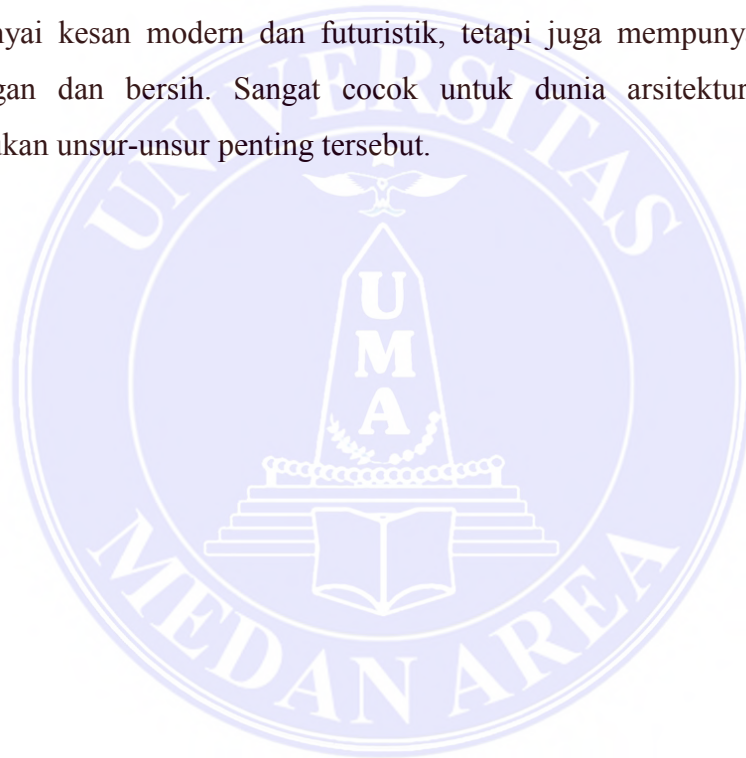 nyai kesan modern dan futuristik, tetapi juga mempuny
gan dan bersih. Sangat cocok untuk dunia arsitektur
ukan unsur-unsur penting tersebut.
UNIVERSITAS
U
M
A
MEDAN AREA